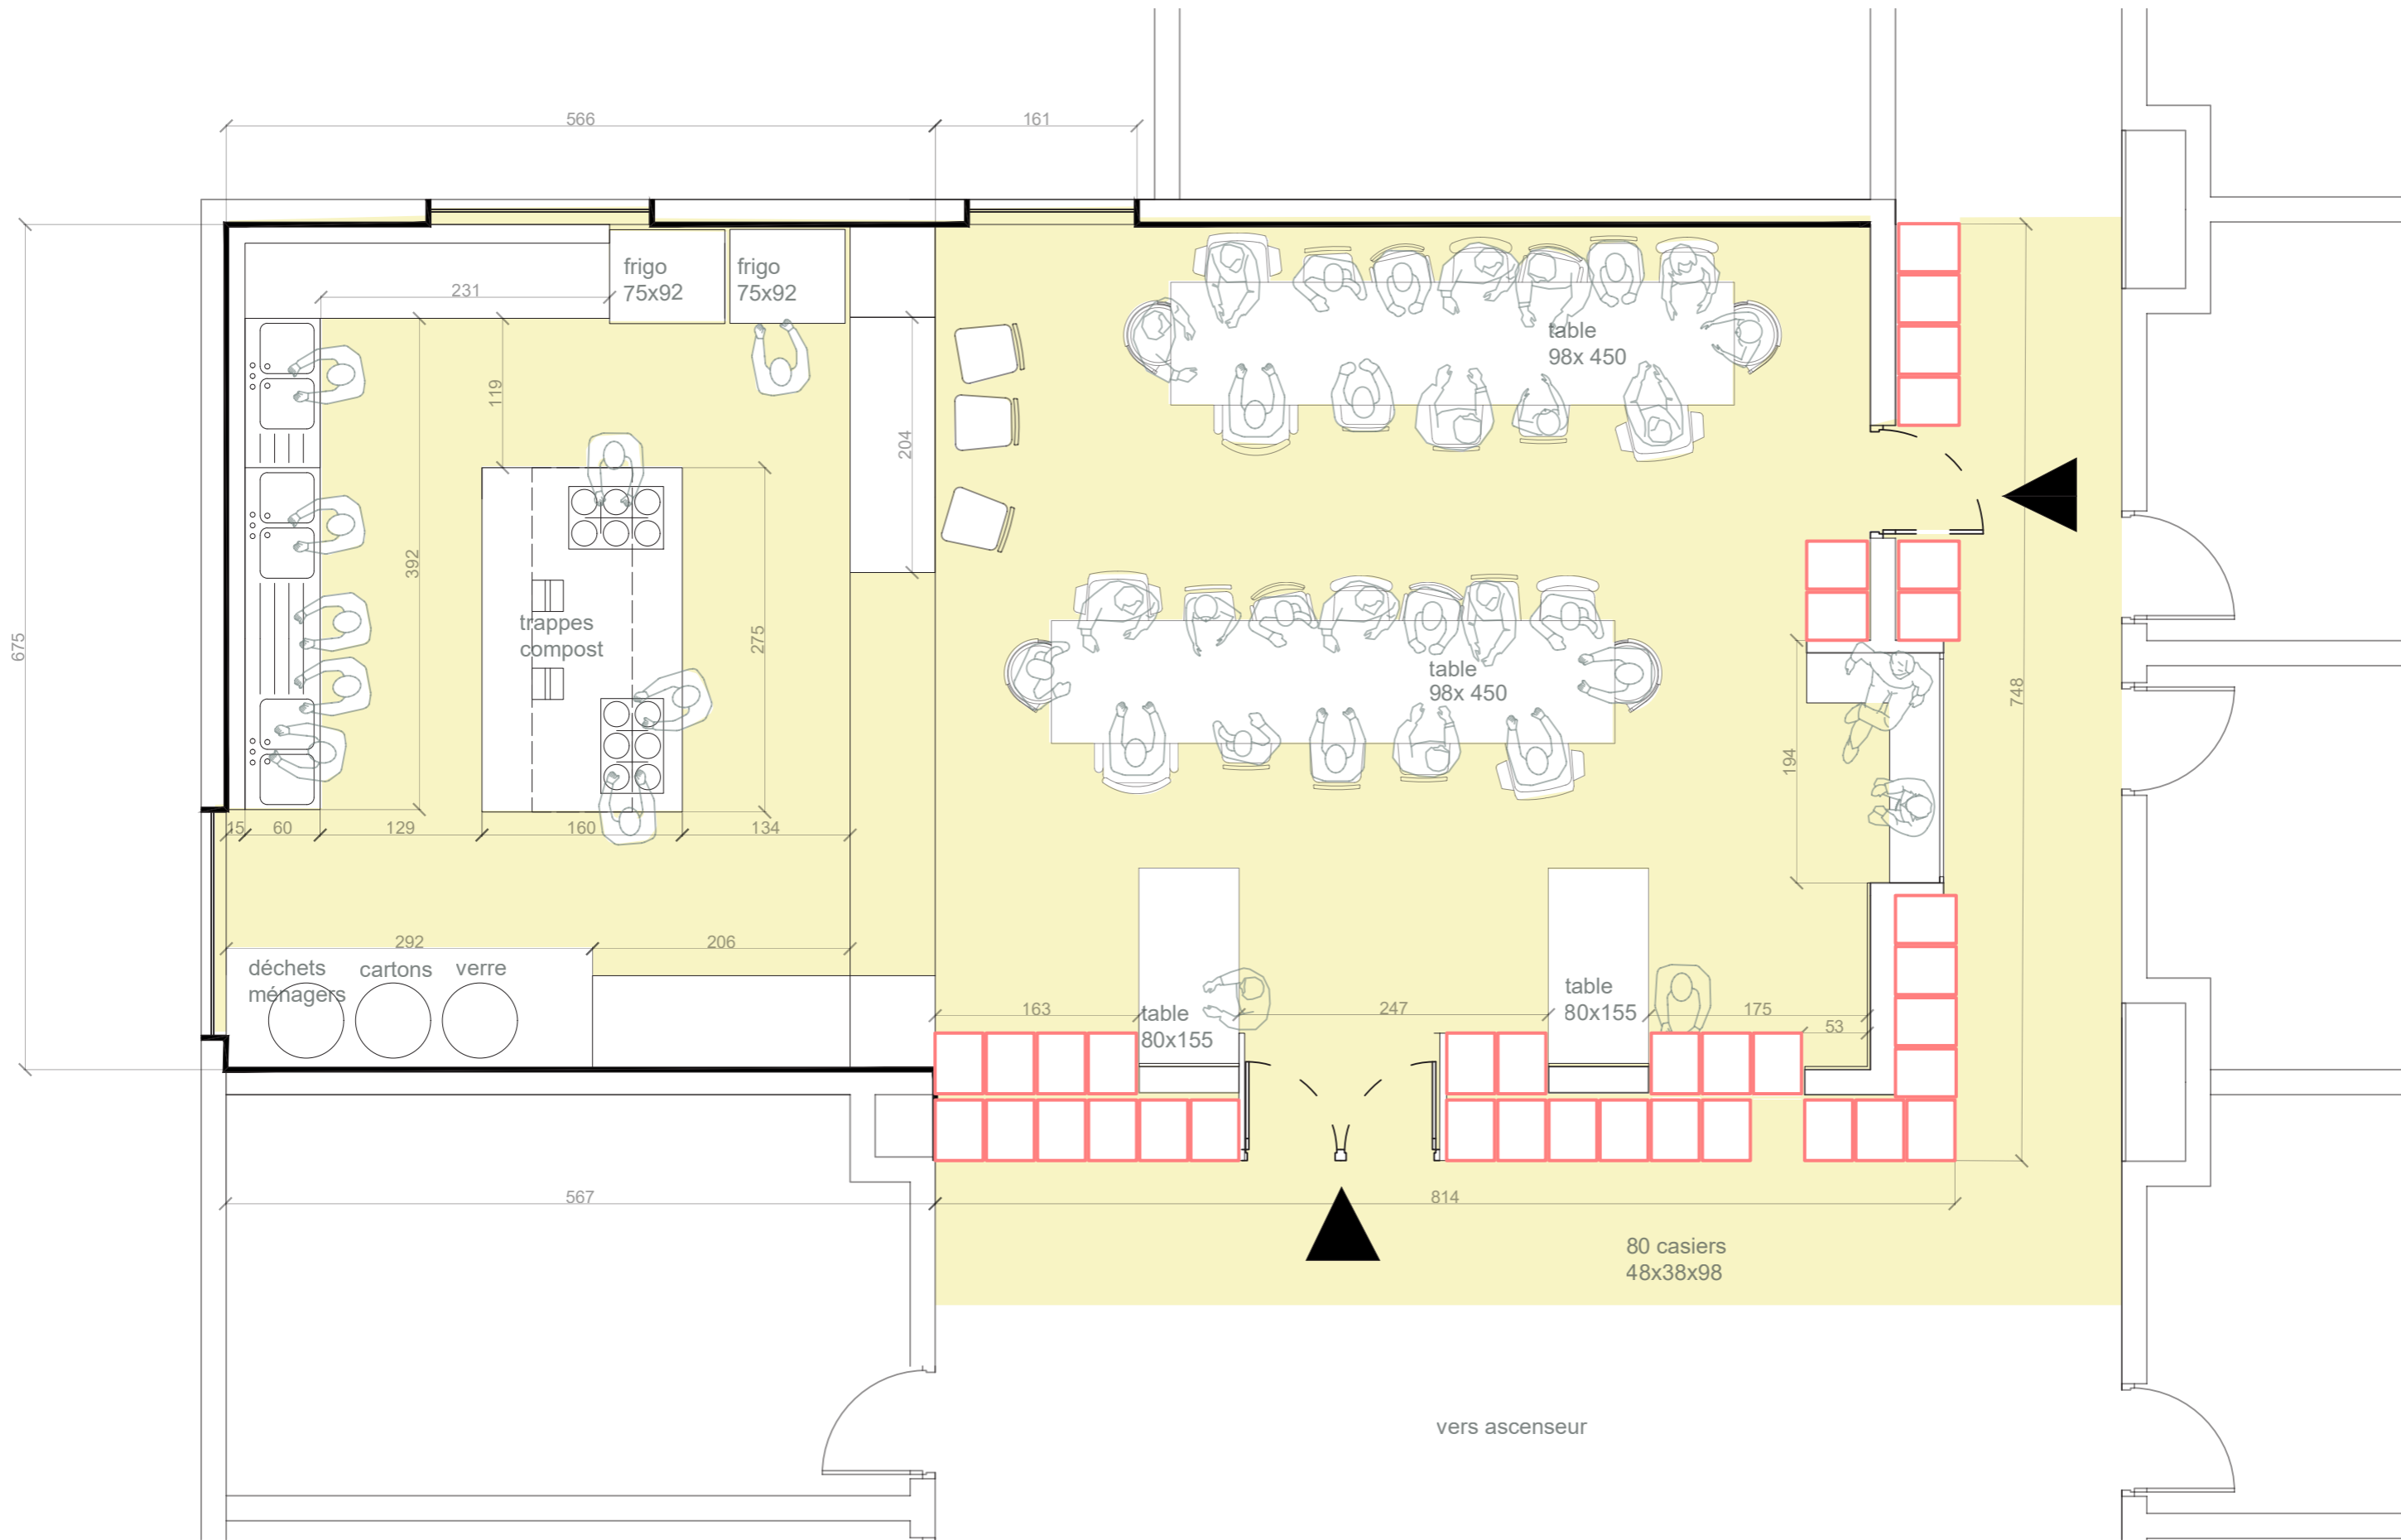 566
161
frigo
75x92
frigo
75x92
231
119
204
table
98x 450
392
trappes
compost
275
675
table
98x 450
748
194
15
60
129
160
134
292
206
déchets
ménagers
cartons
verre
163
table
80x155
247
table
80x155
175
53
567
814
80 casiers
48x38x98
vers ascenseur